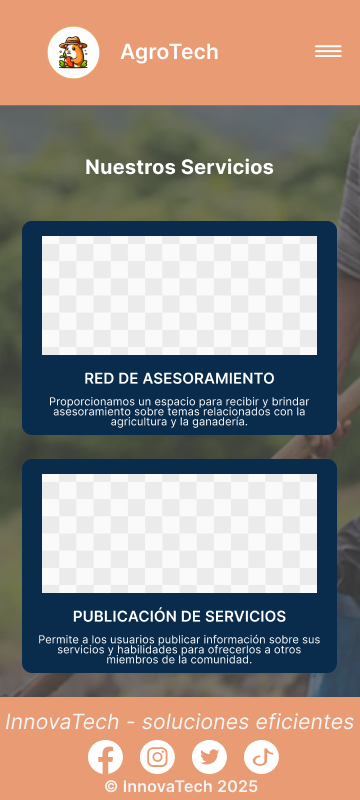 AgroTech
Nuestros Servicios
RED DE ASESORAMIENTO
Proporcionamos un espacio para recibir y brindar
asesoramiento sobre temas relacionados con la
agricultura y la ganadería.
PUBLICACIÓN DE SERVICIOS
Permite a los usuarios publicar información sobre sus
servicios y habilidades para ofrecerlos a otros
miembros de la comunidad.
InnovaTech - soluciones eficientes
© InnovaTech 2025